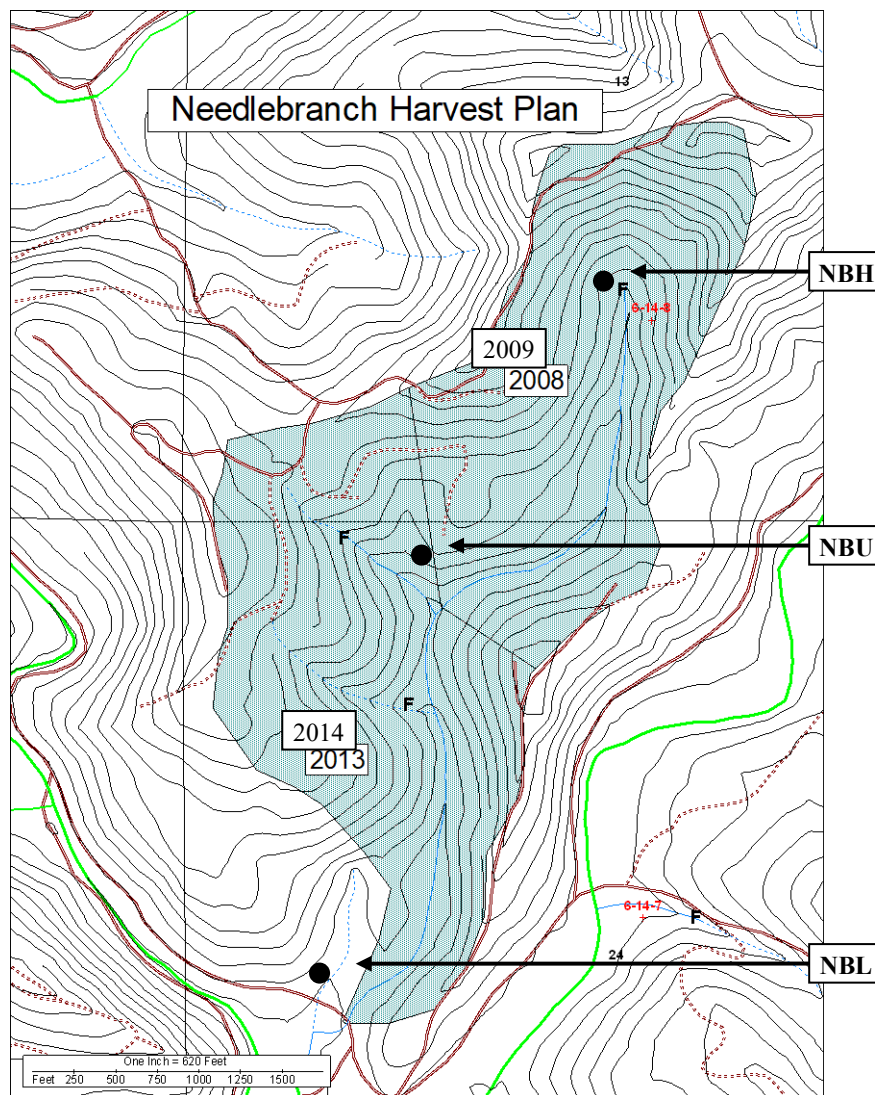 13
Needlebranch Harvest Plan
NBH
F
6-14-8
2009
2008
F
NBU
F
2014
2013
6-14-7
F
24
NBL
One Inch = 620 Feet
Feet 250 500 750 1000 1250 1500